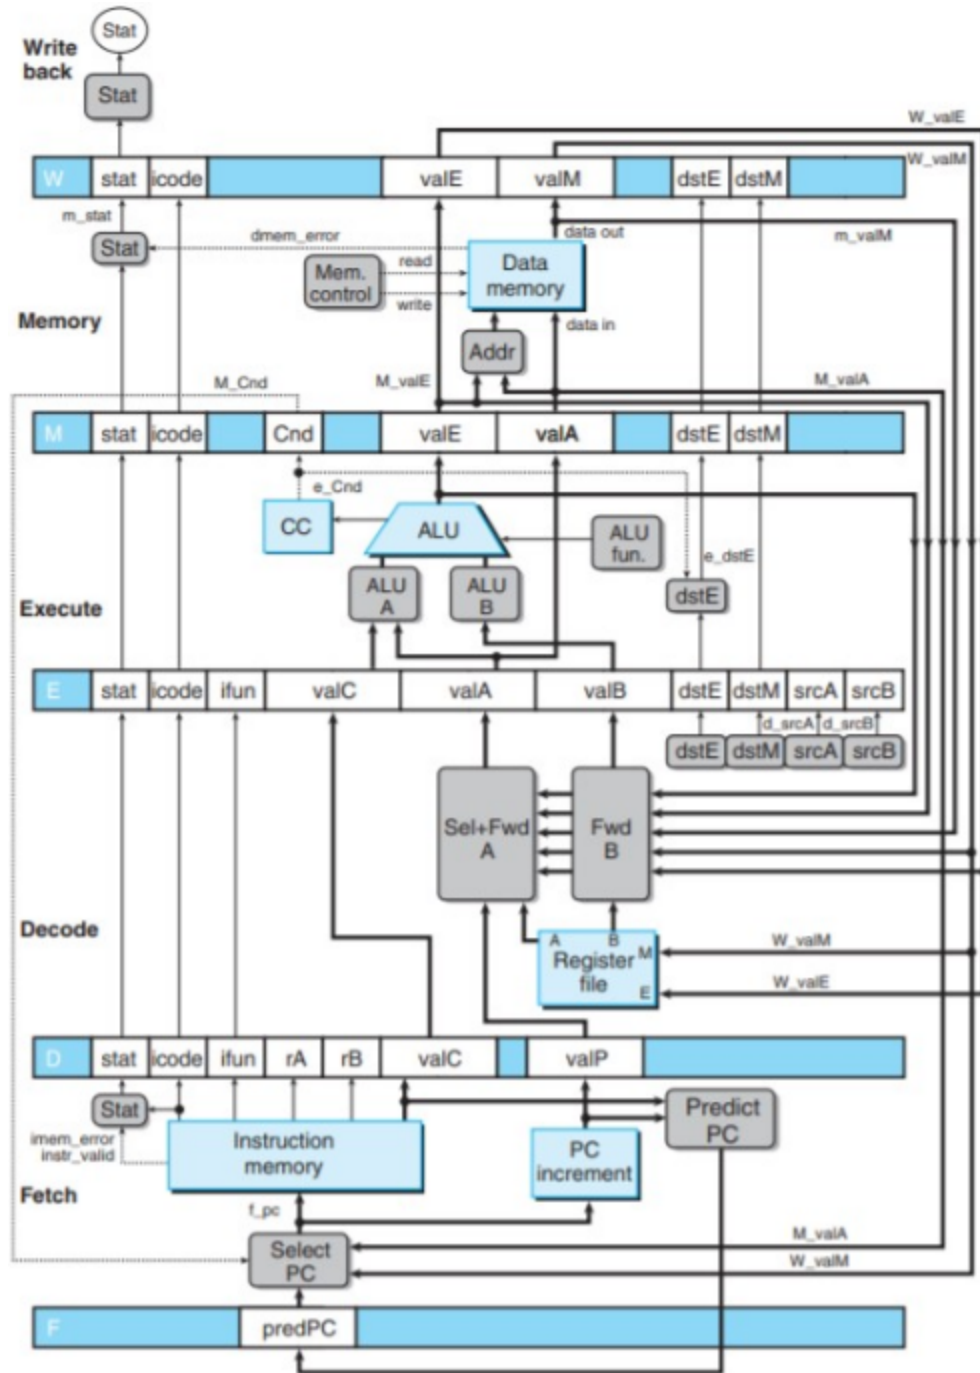 Stat
Write
back
Stat
W_valE
W_valM
W
stat
icode
valE
valM
dstE
dstM
m_stat
Stat
dmem_error
data out
m_valM
read
Mem.
control
write
Data
memory
Memory
data in
Addr
M_Cnd
M_valE
M_valA
M
stat
icode
Cnd
valE
valA
dstE
dstM
e_Cnd
CC
ALU
ALU
fun.
e_dstE
ALU
A
ALU
B
dstE
Execute
E
stat
icode
ifun
valC
valA
valB
dstE
dstM
srcA
srcB
d_srcA
d_srcB
dstE
dstM
srcA
srcB
Sel+Fwd
A
Fwd
B
Decode
A
B
M
Register
file
E
W_valM
W_valE
D
stat
icode
ifun
rA
rB
valC
valP
Stat
Predict
PC
imem_error
instr_valid
Instruction
memory
PC
increment
Fetch
f_pc
Select
PC
M_valA
W_valM
F
predPC